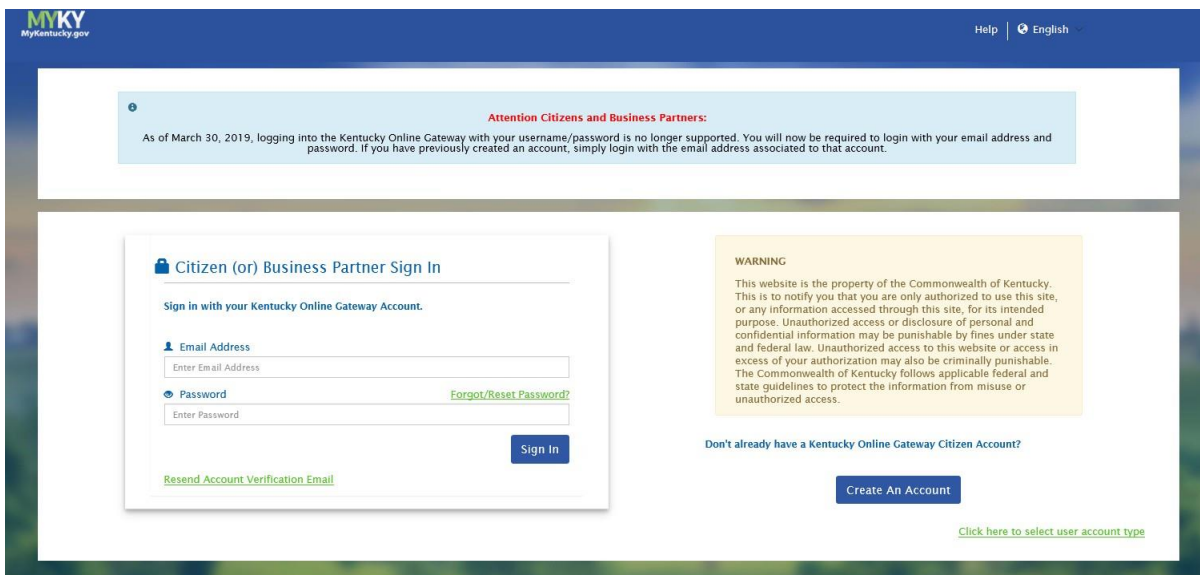 MYKY
MyKentucky.gov
Help
English
Attention Citizens and Business Partners:
As of March 30, 2019, logging into the Kentucky Online Gateway with your username/password is no longer supported. You will now be required to login with your email address and
password. If you have previously created an account, simply login with the email address associated to that account.
Citizen (or) Business Partner Sign In
Sign in with your Kentucky Online Gateway Account.
Email Address
Enter Email Address
Password
Forgot/Reset Password?
Enter Password
Sign In
Resend Account Verification Email
WARNING
This website is the property of the Commonwealth of Kentucky.
This is to notify you that you are only authorized to use this site,
or any information accessed through this site, for its intended
purpose. Unauthorized access or disclosure of personal and
confidential information may be punishable by fines under state
and federal law. Unauthorized access to this website or access in
excess of your authorization may also be criminally punishable.
The Commonwealth of Kentucky follows applicable federal and
state guidelines to protect the information from misuse or
unauthorized access.
Don't already have a Kentucky Online Gateway Citizen Account?
Create An Account
Click here to select user account type